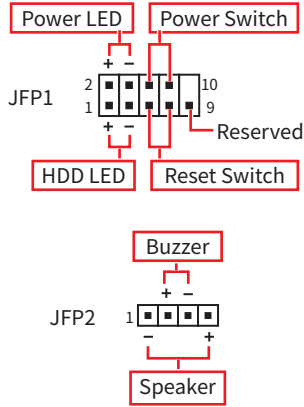 Power LED Power Switch
+ −
2 10
JFP1
1 9
+ − Reserved
HDD LED Reset Switch
Buzzer
+ −
JFP2 1
− +
Speaker